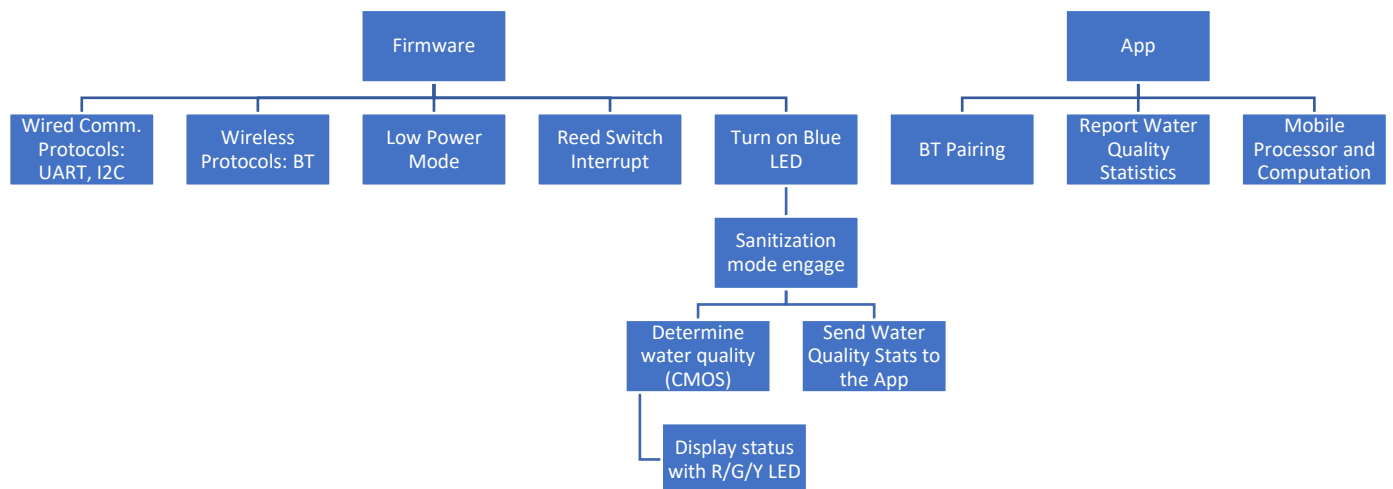 Firmware
App
Wired Comm.
Protocols:
UART, I2C
Wireless
Protocols: BT
Low Power
Mode
Reed Switch
Interrupt
Turn on Blue
LED
BT Pairing
Report Water
Quality
Statistics
Mobile
Processor and
Computation
Sanitization
mode engage
Determine
water quality
(CMOS)
Send Water
Quality Stats to
the App
Display status
with R/G/Y LED